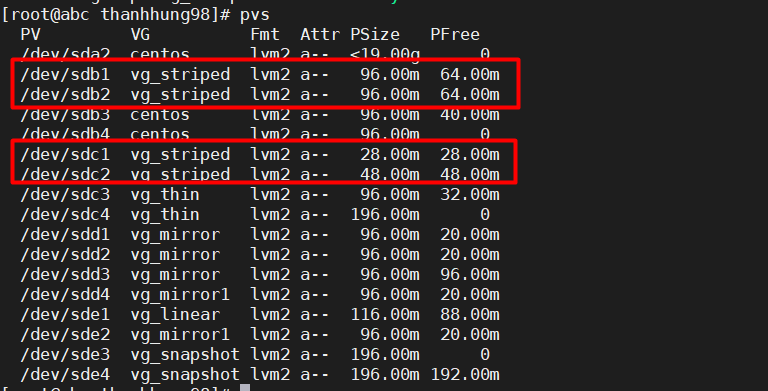 [root@abc thanhhung98]# pvs
  PV         VG          Fmt  Attr PSize   PFree
  /dev/sda2  centos      lvm2 a--  <19.00g      0
  /dev/sdb1  vg_striped  lvm2 a--   96.00m  64.00m
  /dev/sdb2  vg_striped  lvm2 a--   96.00m  64.00m
  /dev/sdb3  centos      lvm2 a--   96.00m  40.00m
  /dev/sdb4  centos      lvm2 a--   96.00m      0
  /dev/sdc1  vg_striped  lvm2 a--   28.00m  28.00m
  /dev/sdc2  vg_striped  lvm2 a--   48.00m  48.00m
  /dev/sdc3  vg_thin     lvm2 a--   96.00m  32.00m
  /dev/sdc4  vg_thin     lvm2 a--  196.00m      0
  /dev/sdd1  vg_mirror   lvm2 a--   96.00m  20.00m
  /dev/sdd2  vg_mirror   lvm2 a--   96.00m  20.00m
  /dev/sdd3  vg_mirror   lvm2 a--   96.00m  96.00m
  /dev/sdd4  vg_mirror1  lvm2 a--   96.00m  20.00m
  /dev/sde1  vg_linear   lvm2 a--  116.00m  88.00m
  /dev/sde2  vg_mirror1  lvm2 a--   96.00m  20.00m
  /dev/sde3  vg_snapshot lvm2 a--  196.00m      0
  /dev/sde4  vg_snapshot lvm2 a--  196.00m 192.00m